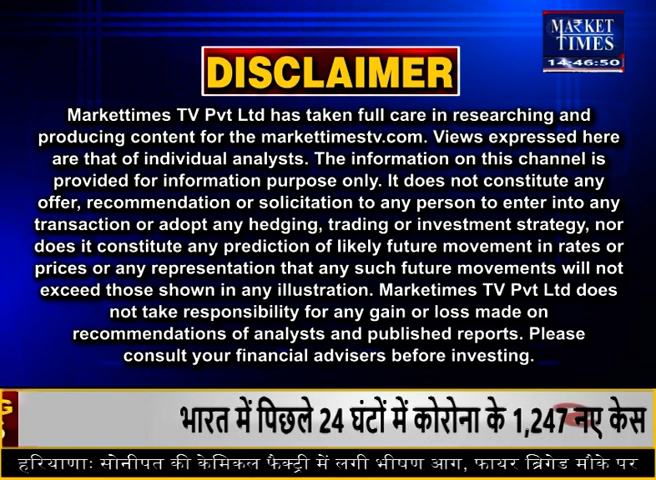 MARKET
TIMES
14:46:50
DISCLAIMER
Markettimes TV Pvt Ltd has taken full care in researching and
producing content for the markettimestv.com. Views expressed here
are that of individual analysts. The information on this channel is
provided for information purpose only. It does not constitute any
offer, recommendation or solicitation to any person to enter into any
transaction or adopt any hedging, trading or investment strategy, nor
does it constitute any prediction of likely future movement in rates or
prices or any representation that any such future movements will not
exceed those shown in any illustration. Marketimes TV Pvt Ltd does
not take responsibility for any gain or loss made on
recommendations of analysts and published reports. Please
consult your financial advisers before investing.
भारत में पिछले 24 घंटों में कोरोना के 1,247 नए केस
हरियाणाः सोनीपत की केमिकल फैक्ट्री में लगी भीषण आग, फायर ब्रिगेड मौके पर